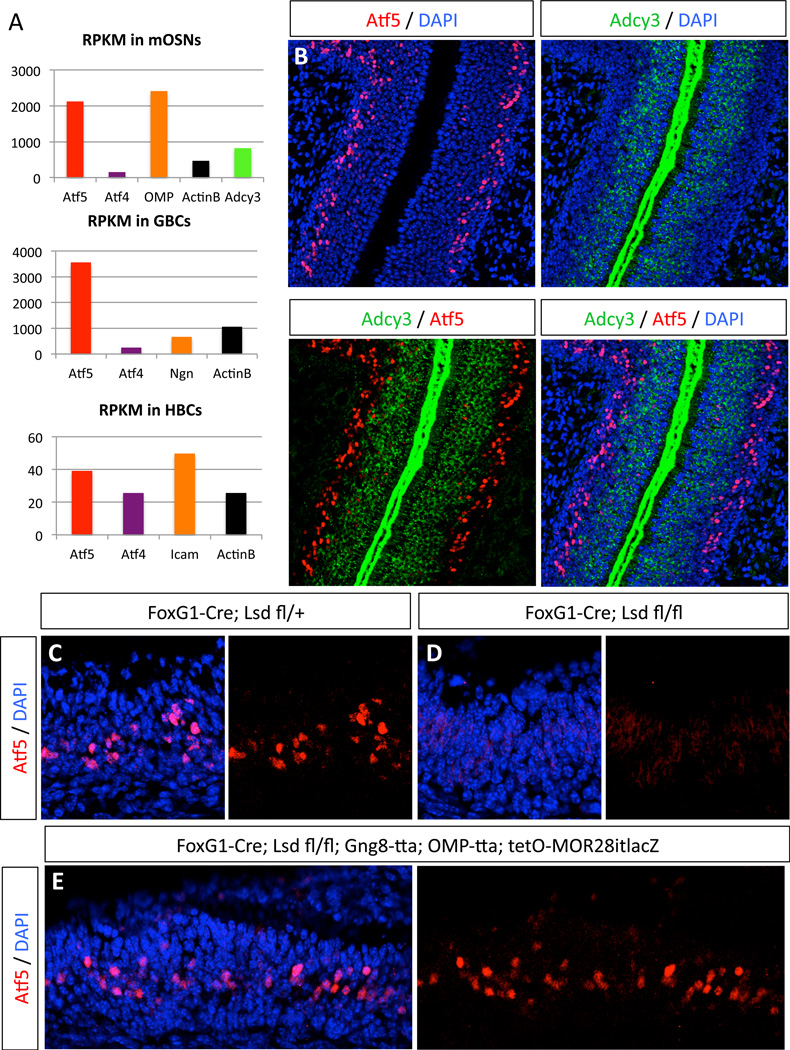 A
RPKM in mOSNs
3000
2000
1000
0
Atf5 Atf4 OMP ActinB Adcy3
RPKM in GBCs
4000
3000
2000
1000
0
Atf5 Atf4 Ngn ActinB
RPKM in HBCs
60
40
20
0
Atf5 Atf4 Icam ActinB
Atf5 / DAPI
Adcy3 / DAPI
B
Adcy3 / Atf5
Adcy3 / Atf5 / DAPI
FoxG1-Cre; Lsd fl/+
FoxG1-Cre; Lsd fl/fl
Atf5 / DAPI
C
D
FoxG1-Cre; Lsd fl/fl; Gng8-tta; OMP-tta; tetO-MOR28itlacZ
Atf5 / DAPI
E